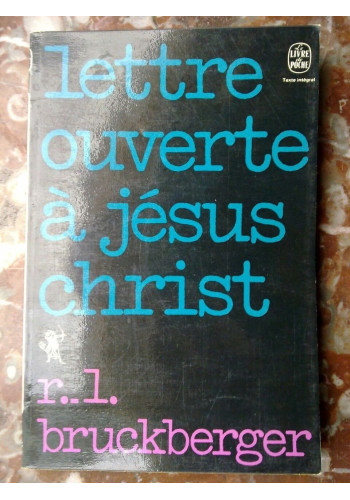 Le
LIVRE
de
POCHE
Texte intégral
lettre
ouverte
à jésus
christ
r.-l.
bruckberger